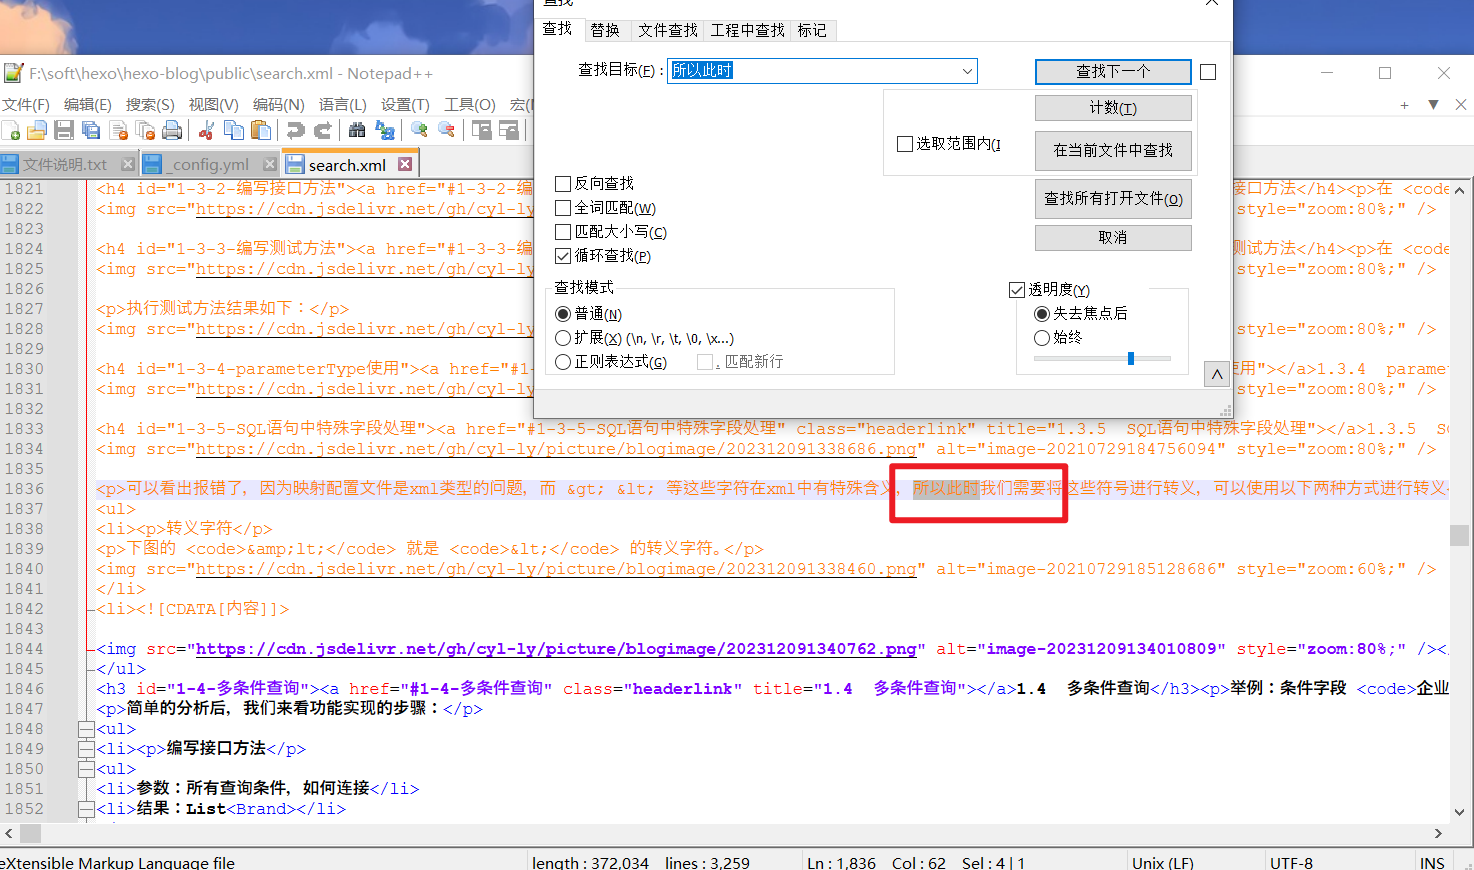 查找
查找 替换 文件查找 工程中查找 标记
查找目标(F) : 所以此时 查找下一个
计数(T)
选取范围内(I 在当前文件中查找
反向查找 查找所有打开文件(O)
全词匹配(W)
匹配大小写(C) 取消
循环查找(P)
查找模式 透明度(Y)
普通(N) 失去焦点后
扩展(X) (\n, \r, \t, \0, \x...) 始终
正则表达式(G) . 匹配新行
F:\soft\hexo\hexo-blog\public\search.xml - Notepad++
文件(F) 编辑(E) 搜索(S) 视图(V) 编码(N) 语言(L) 设置(T) 工具(O) 宏(
文件说明.txt _config.yml search.xml
1821 <h4 id="1-3-2-编写接口方法"><a href="#1-3-2-编 接口方法</h4><p>在 <code
1822 <img src="https://cdn.jsdelivr.net/gh/cyl-ly style="zoom:80%;" />
1823
1824 <h4 id="1-3-3-编写测试方法"><a href="#1-3-3-编 测试方法</h4><p>在 <code
1825 <img src="https://cdn.jsdelivr.net/gh/cyl-ly style="zoom:80%;" />
1826
1827 <p>执行测试方法结果如下：</p>
1828 <img src="https://cdn.jsdelivr.net/gh/cyl-ly style="zoom:80%;" />
1829
1830 <h4 id="1-3-4-parameterType使用"><a href="#1- 使用"></a>1.3.4 paramet
1831 <img src="https://cdn.jsdelivr.net/gh/cyl-ly style="zoom:80%;" />
1832
1833 <h4 id="1-3-5-SQL语句中特殊字段处理"><a href="#1-3-5-SQL语句中特殊字段处理" class="headerlink" title="1.3.5 SQL语句中特殊字段处理"></a>1.3.5 SQ
1834 <img src="https://cdn.jsdelivr.net/gh/cyl-ly/picture/blogimage/202312091338686.png" alt="image-20210729184756094" style="zoom:80%;" />
1835
1836 <p>可以看出报错了，因为映射配置文件是xml类型的问题，而 &gt; &lt; 等这些字符在xml中有特殊含义，所以此时我们需要将这些符号进行转义，可以使用以下两种方式进行转义<
1837 <ul>
1838 <li><p>转义字符</p>
1839 <p>下图的 <code>&amp;lt;</code> 就是 <code>&lt;</code> 的转义字符。</p>
1840 <img src="https://cdn.jsdelivr.net/gh/cyl-ly/picture/blogimage/202312091338460.png" alt="image-20210729185128686" style="zoom:60%;" />
1841 </li>
1842 <li><![CDATA[内容]]>
1843
1844 <img src="https://cdn.jsdelivr.net/gh/cyl-ly/picture/blogimage/202312091340762.png" alt="image-20231209134010809" style="zoom:80%;" /></
1845 </ul>
1846 <h3 id="1-4-多条件查询"><a href="#1-4-多条件查询" class="headerlink" title="1.4 多条件查询"></a>1.4 多条件查询</h3><p>举例：条件字段 <code>企业
1847 <p>简单的分析后，我们来看功能实现的步骤：</p>
1848 <ul>
1849 <li><p>编写接口方法</p>
1850 <ul>
1851 <li>参数：所有查询条件，如何连接</li>
1852 <li>结果：List<Brand></li>
eXtensible Markup Language file length : 372,034 lines : 3,259 Ln : 1,836 Col : 62 Sel : 4 | 1 Unix (LF) UTF-8 INS